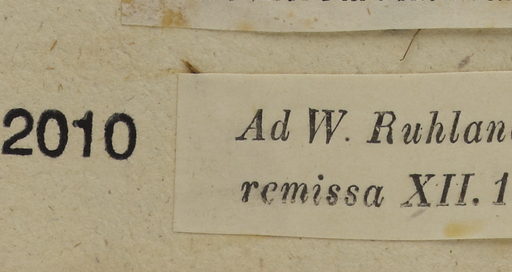 2010
Ad W. Ruhlan
remissa XII. 1